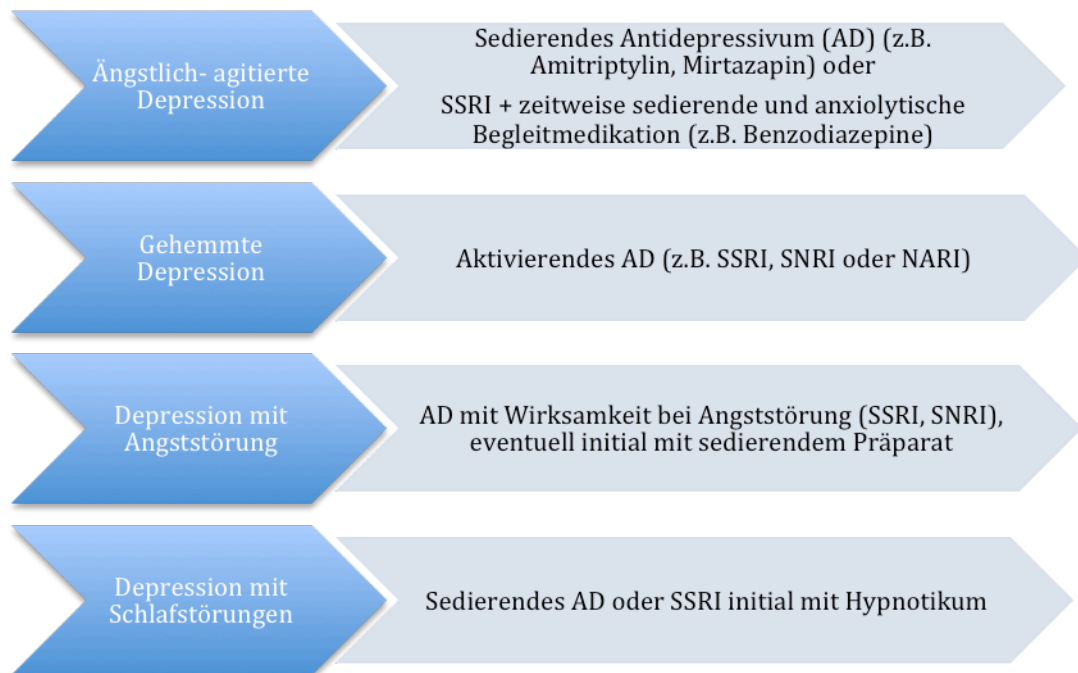 Ängstlich- agitierte
Depression
Sedierendes Antidepressivum (AD) (z.B.
Amitriptylin, Mirtazapin) oder
SSRI + zeitweise sedierende und anxiolytische
Begleitmedikation (z.B. Benzodiazepine)
Gehemmte
Depression
Aktivierendes AD (z.B. SSRI, SNRI oder NARI)
Depression mit
Angststörung
AD mit Wirksamkeit bei Angststörung (SSRI, SNRI),
eventuell initial mit sedierendem Präparat
Depression mit
Schlafstörungen
Sedierendes AD oder SSRI initial mit Hypnotikum